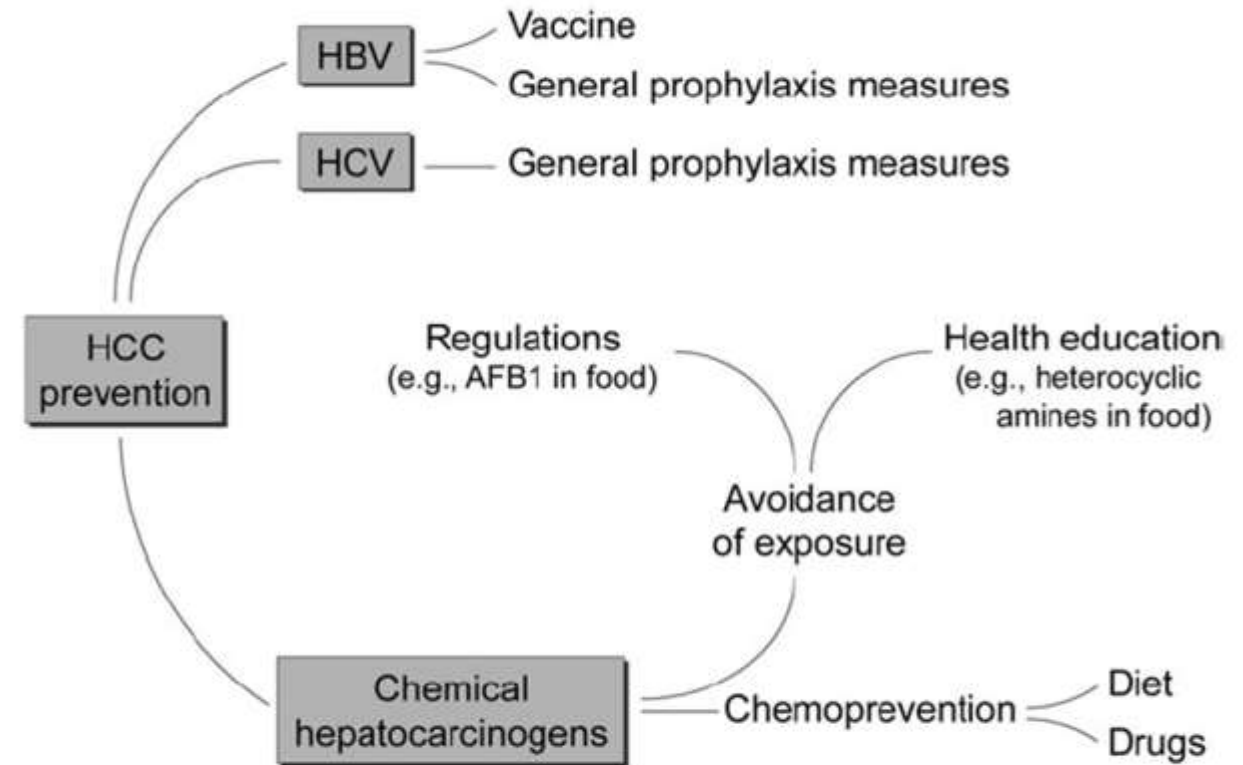 HBV
Vaccine
General prophylaxis measures
HCV
General prophylaxis measures
HCC
prevention
Regulations
(e.g., AFB1 in food)
Health education
(e.g., heterocyclic
amines in food)
Avoidance
of exposure
Chemical
hepatocarcinogens
Chemoprevention
Diet
Drugs